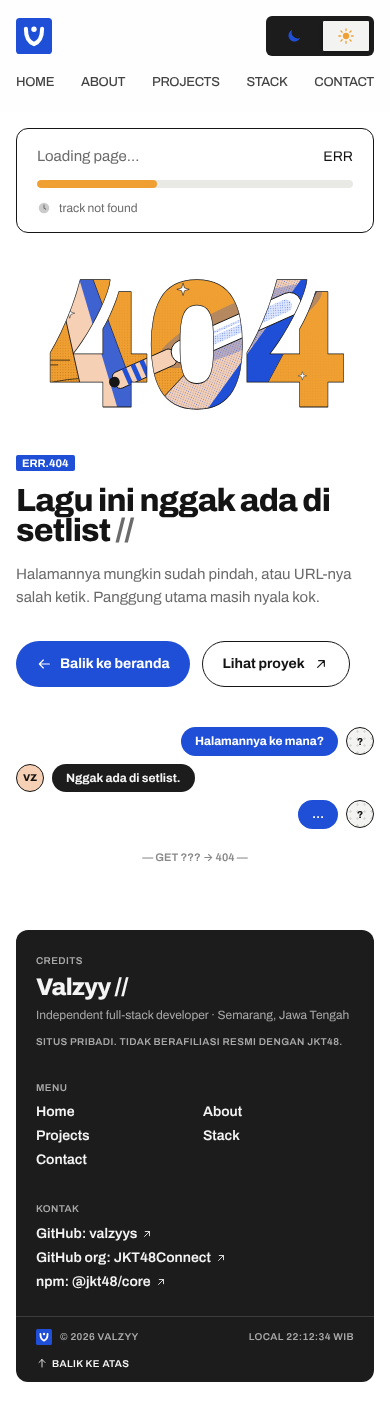 HOME ABOUT PROJECTS STACK CONTACT
Loading page... ERR
track not found
404
ERR.404
Lagu ini nggak ada di
setlist //
Halamannya mungkin sudah pindah, atau URL-nya
salah ketik. Panggung utama masih nyala kok.
← Balik ke beranda Lihat proyek ↗
Halamannya ke mana? ?
VZ Nggak ada di setlist.
... ?
— GET ??? → 404 —
CREDITS
Valzyy //
Independent full-stack developer · Semarang, Jawa Tengah
SITUS PRIBADI. TIDAK BERAFILIASI RESMI DENGAN JKT48.
MENU
Home About
Projects Stack
Contact
KONTAK
GitHub: valzyys ↗
GitHub org: JKT48Connect ↗
npm: @jkt48/core ↗
© 2026 VALZYY LOCAL 22:12:34 WIB
↑ BALIK KE ATAS